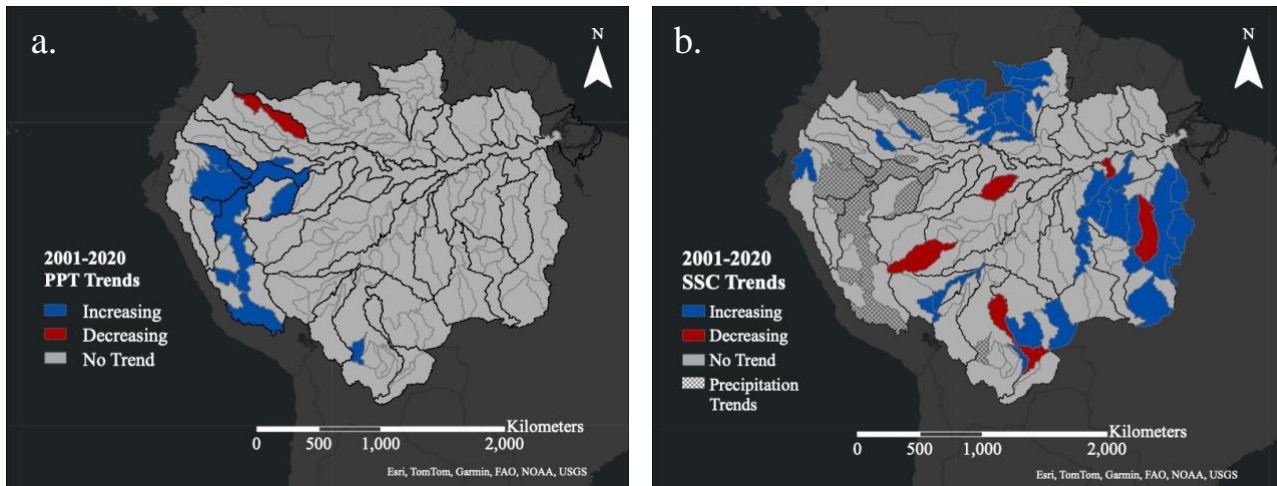 a.
N
2001-2020
PPT Trends
Increasing
Decreasing
No Trend
Kilometers
0 500 1,000 2,000
Esri, TomTom, Garmin, FAO, NOAA, USGS
b.
N
2001-2020
SSC Trends
Increasing
Decreasing
No Trend
Precipitation
Trends
Kilometers
0 500 1,000 2,000
Esri, TomTom, Garmin, FAO, NOAA, USGS